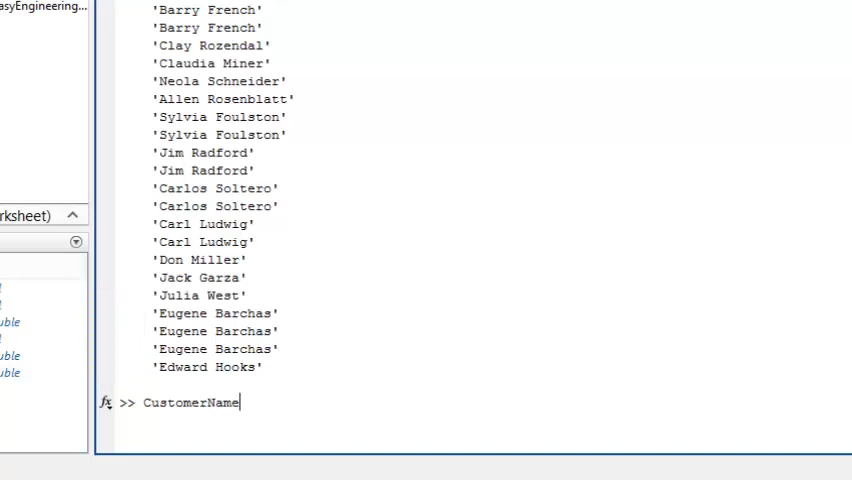 asyEngineering...
'Barry French'
'Barry French'
'Clay Rozendal'
'Claudia Miner'
'Neola Schneider'
'Allen Rosenblatt'
'Sylvia Foulston'
'Sylvia Foulston'
'Jim Radford'
'Jim Radford'
'Carlos Soltero'
'Carlos Soltero'
'Carl Ludwig'
'Carl Ludwig'
'Don Miller'
'Jack Garza'
'Julia West'
'Eugene Barchas'
'Eugene Barchas'
'Eugene Barchas'
'Edward Hooks'
fx >> CustomerName
rksheet)
l
l
uble
l
uble
uble